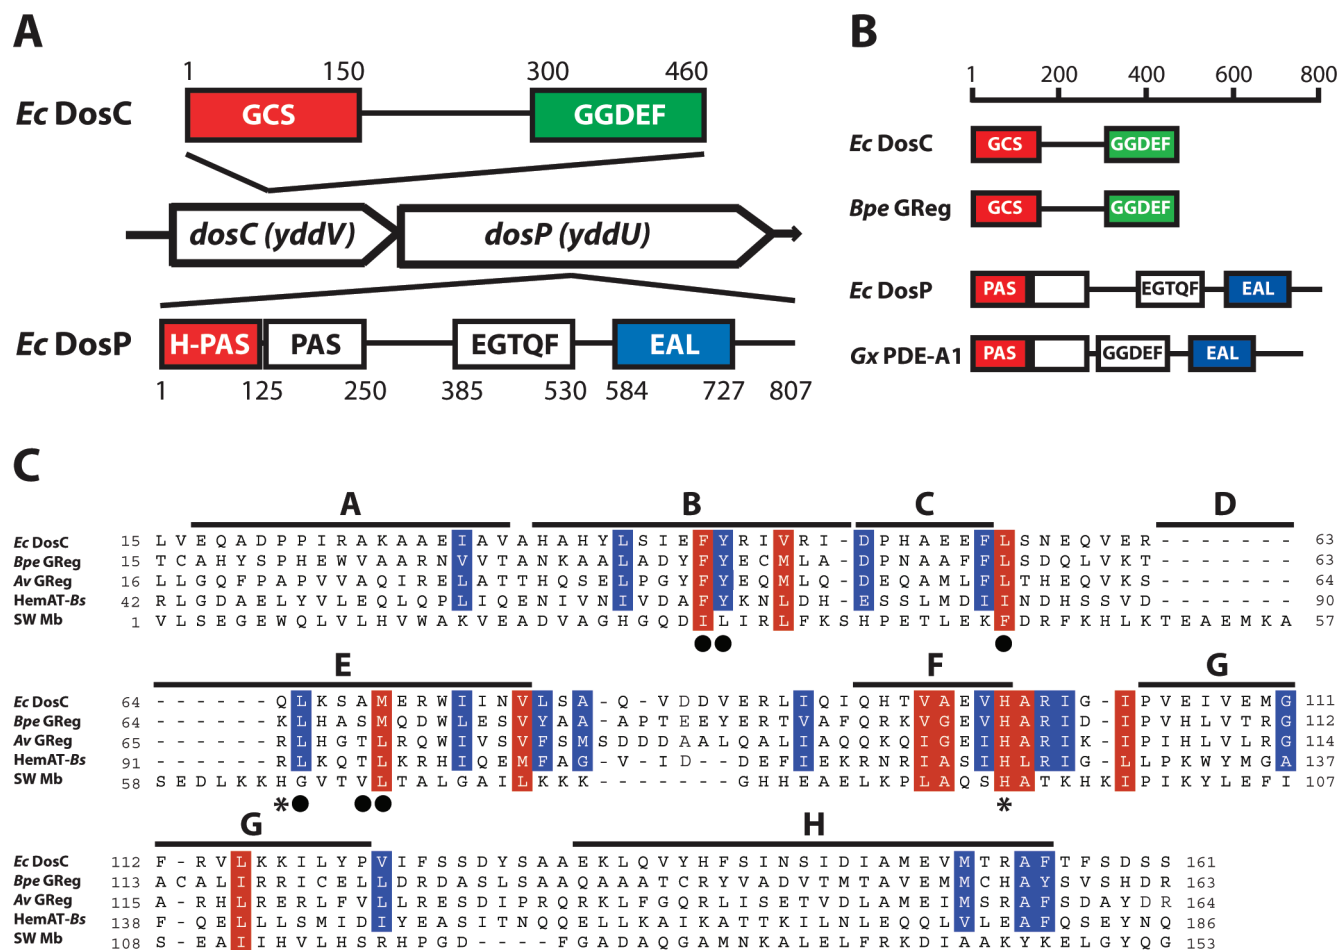 A
B
1 150 300 460
Ec DosC GCS GGDEF
dosC (yddV) dosP (yddU)
Ec DosP H-PAS PAS EGTQF EAL
1 125 250 385 530 584 727 807
1 200 400 600 800
Ec DosC GCS GGDEF
Bpe GReg GCS GGDEF
Ec DosP PAS EGTQF EAL
Gx PDE-A1 PAS GGDEF EAL
C
A B C D
Ec DosC 15 L V E Q A D P P I R A K A A E I A V A H A H Y L S I E F Y R I V R I - D P H A E E F L S N E Q V E R - - - - - - - 63
Bpe GReg 15 T C A H Y S P H E W V A A R N V V T A N K A A L A D Y F Y E C M L A - D P N A A F F L S D Q L V K T - - - - - - - 64
Av GReg 16 L L G Q F P A P V V A Q I R E L A T T H Q S E L P G Y F Y E Q M L Q - D E Q A M L F L T H E Q V K S - - - - - - - 64
HemAT-Bs 42 R L G D A E L Y V L E Q L Q P L I Q E N I V N I V D A F Y K N L D H - E S S L M D I I N D H S S V D - - - - - - - 90
SW Mb 1 V L S E G E W Q L V L H V W A K V E A D V A G H G Q D I L I R L F K S H P E T L E K F D R F K H L K T E A E M K A 57
E F G
Ec DosC 64 - - - - - - Q L K S A M E R W I I N V L S A - Q - V D D V E R L I Q I Q H T V A E V H A R I G - I P V E I V E M G 111
Bpe GReg 64 - - - - - - K L H A S M Q D W L E S V Y A A - A P T E E Y E R T V A F Q R K V G E V H A R I D - I P V H L V T R G 112
Av GReg 65 - - - - - - R L H G T L R Q W I V S V F S M S D D D A A L Q A L I A Q Q K Q I G E I H A R I K - I P I H L V L R G 114
HemAT-Bs 91 - - - - - - R L K Q T L K R H I Q E M F A G - V I D - - D E F I E K R N R I A S I H L R I G - L L P K W Y M G A 137
SW Mb 58 S E D L K K H G V T V L T A L G A I L K K K - - - - - - - G H H E A E L K P L A Q S H A T K H K I P I K Y L E F I 107
* *
G H
Ec DosC 112 F - R V L K K I L Y P V I F S S D Y S A A E K L Q V Y H F S I N S I D I A M E V M T R A F T F S D S S 161
Bpe GReg 113 A C A L I R R I C E L L D R D A S L S A A Q A A A T C R Y V A D V T M T A V E M M C H A Y S V S H D R 163
Av GReg 115 A - R H L R E R L F V L L R E S D I P R Q R K L F G Q R L I S E T V D L A M E I M S R A F S D A Y D R 164
HemAT-Bs 138 F - Q E L L L S M I D I Y E A S I T N Q Q E L L K A I K A T T K I L N L E Q Q L V L E A F Q S E Y N Q 186
SW Mb 108 S - E A I I H V L H S R H P G D - - - - F G A D A Q G A M N K A L E L F R K D I A A K Y K E L G Y Q G 153